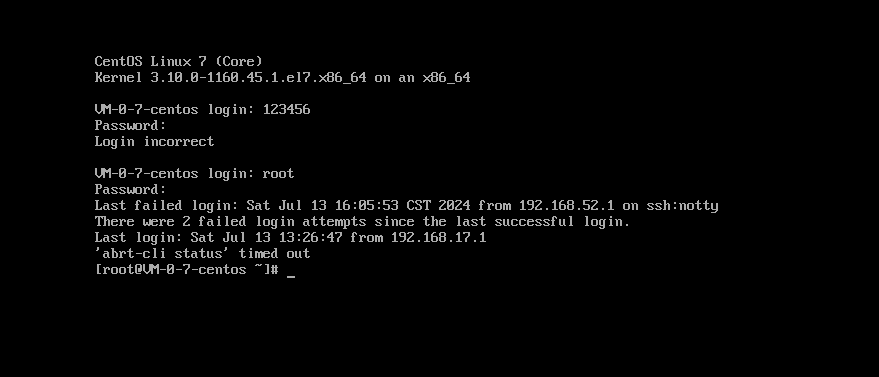 CentOS Linux 7 (Core)
Kernel 3.10.0-1160.45.1.el7.x86_64 on an x86_64
VM-0-7-centos login: 123456
Password:
Login incorrect
VM-0-7-centos login: root
Password:
Last failed login: Sat Jul 13 16:05:53 CST 2024 from 192.168.52.1 on ssh:notty
There were 2 failed login attempts since the last successful login.
Last login: Sat Jul 13 13:26:47 from 192.168.17.1
'abrt-cli status' timed out
[root@VM-0-7-centos ~]# _